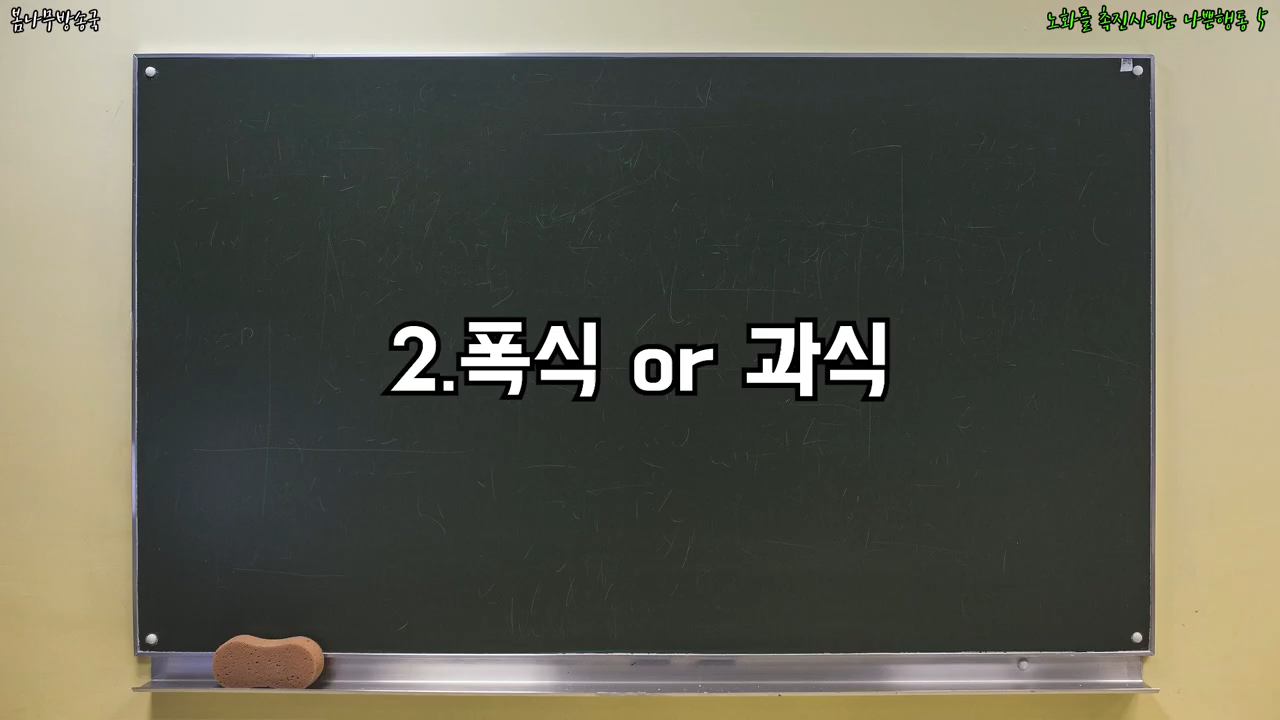 봄나무방송국
노화를 촉진시키는 나쁜행동 5
2.폭식 or 과식